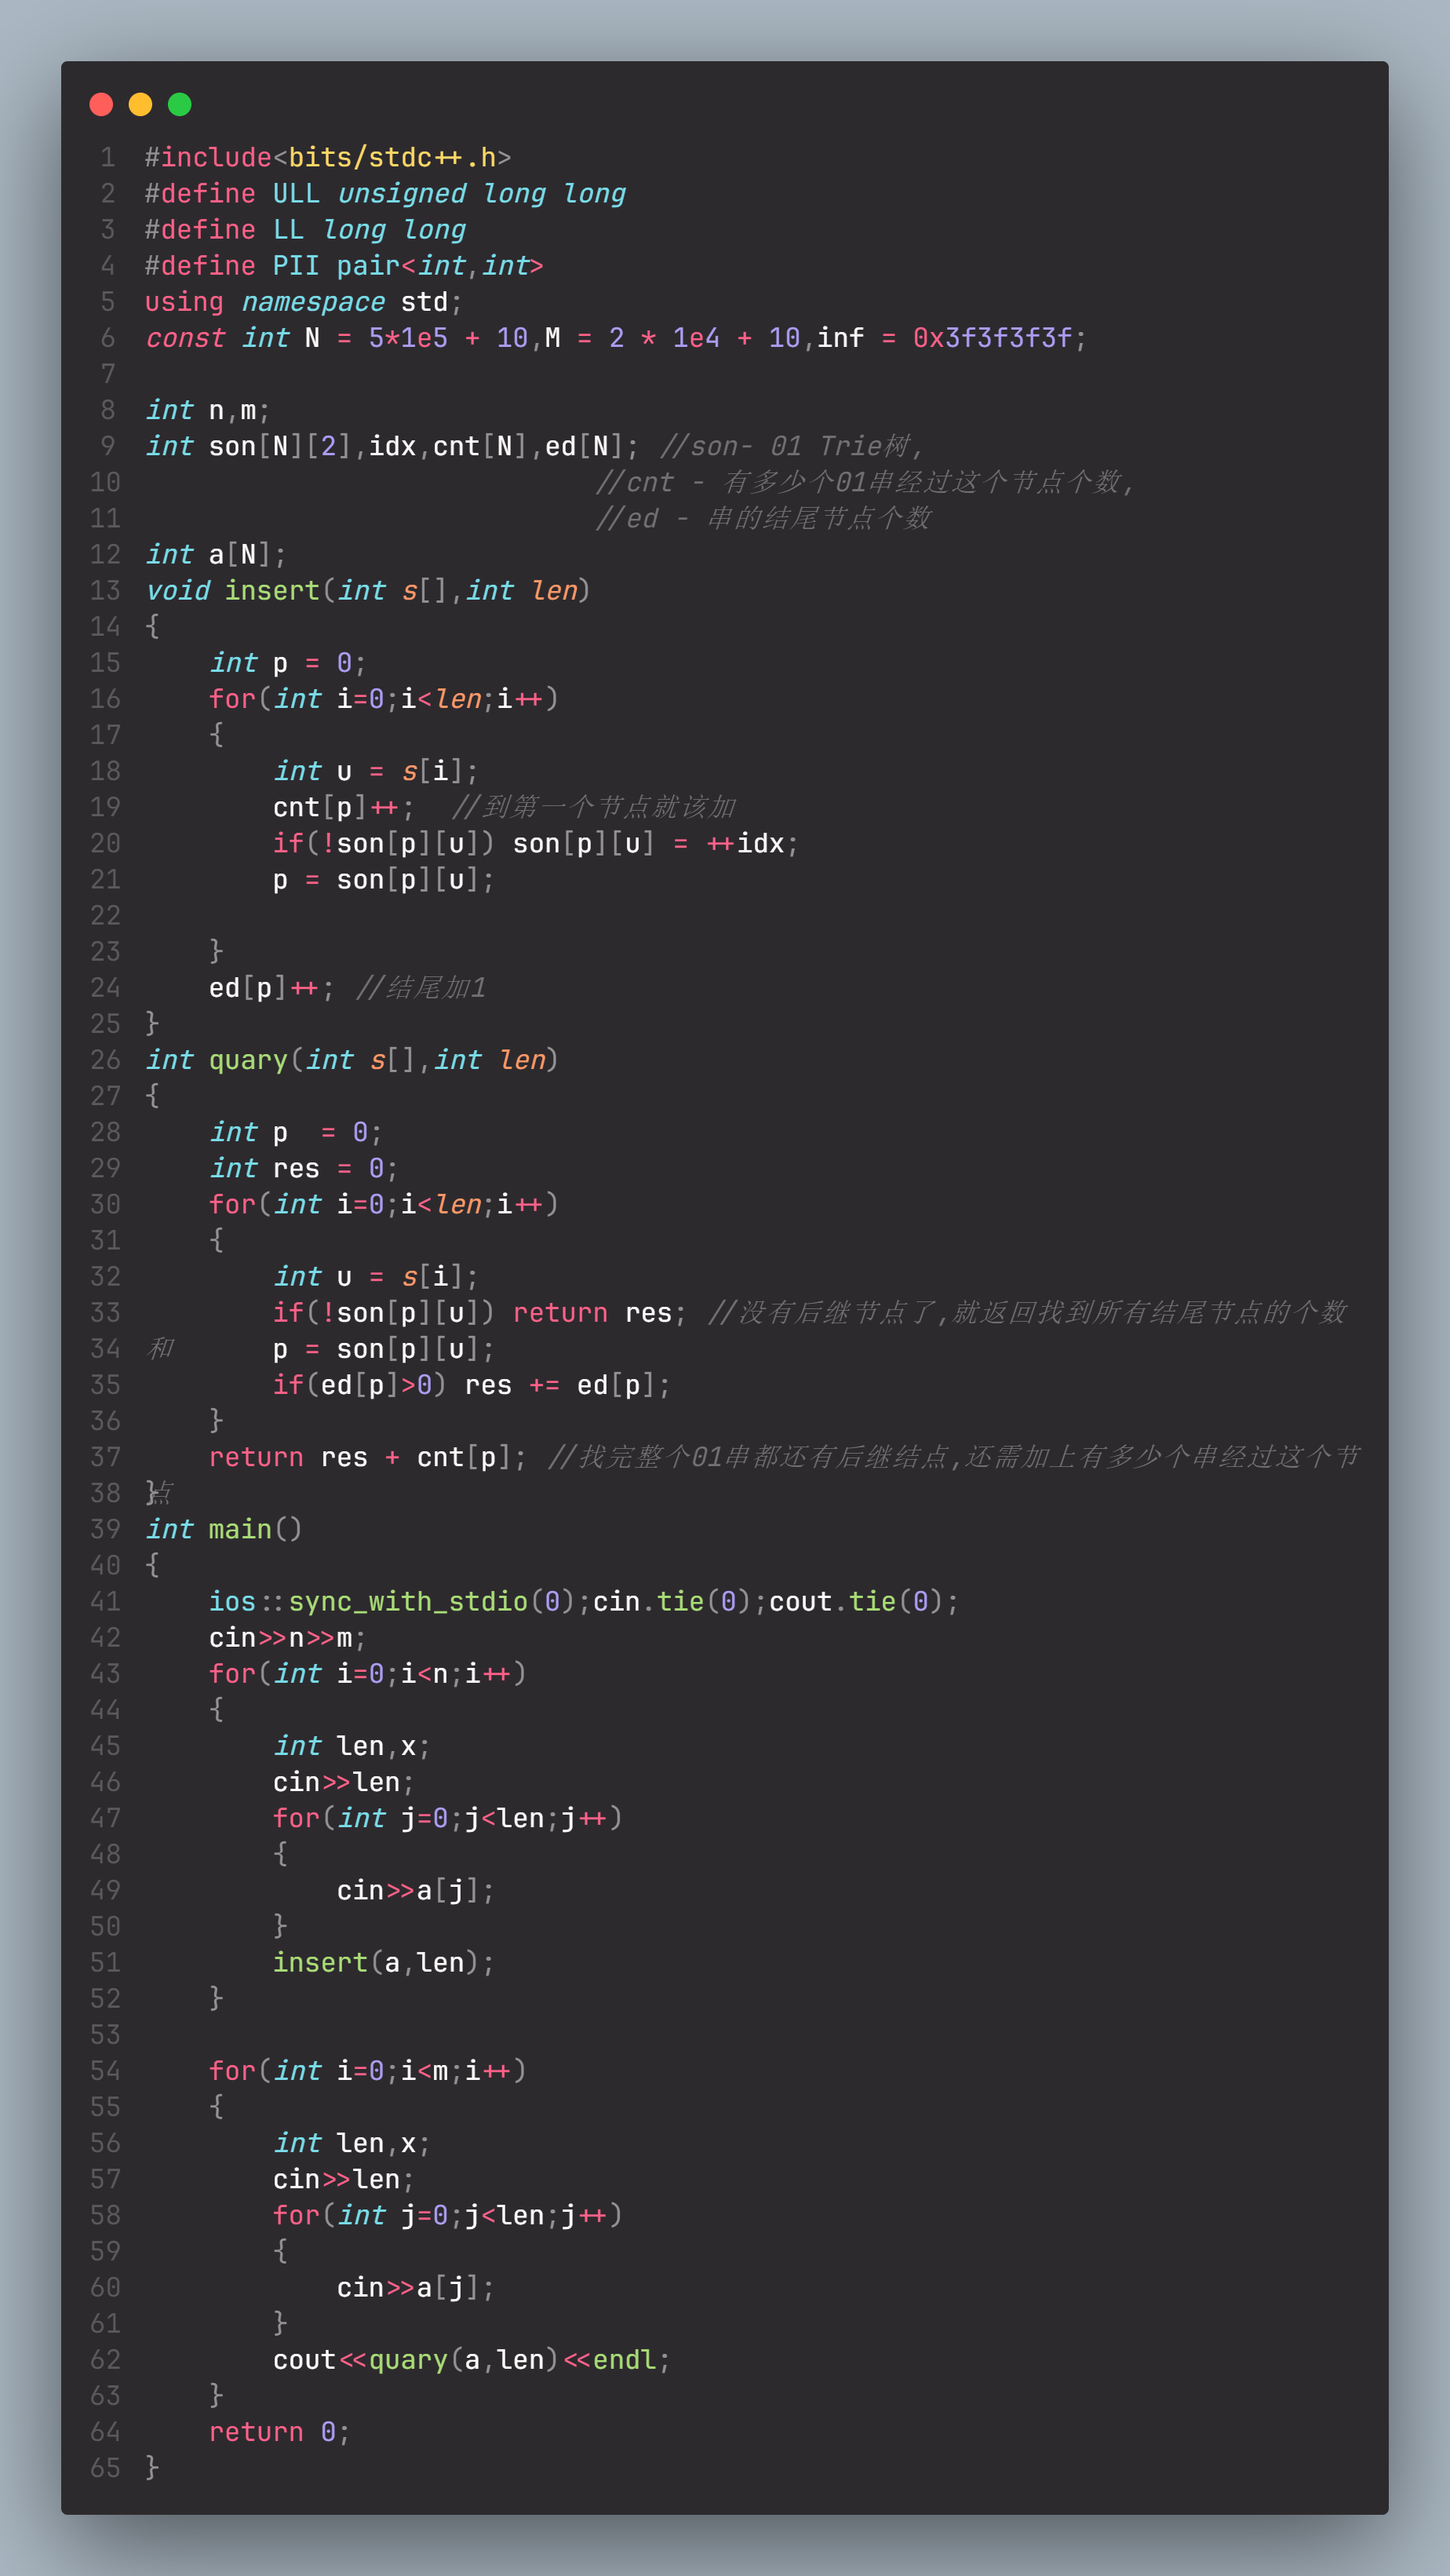 1 #include<bits/stdc++.h>
2 #define ULL unsigned long long
3 #define LL long long
4 #define PII pair<int,int>
5 using namespace std;
6 const int N = 5*1e5 + 10,M = 2 * 1e4 + 10,inf = 0x3f3f3f3f;
7
8 int n,m;
9 int son[N][2],idx,cnt[N],ed[N]; //son- 01 Trie树,
10                             //cnt - 有多少个01串经过这个节点个数,
11                             //ed - 串的结尾节点个数
12 int a[N];
13 void insert(int s[],int len)
14 {
15     int p = 0;
16     for(int i=0;i<len;i++)
17     {
18         int u = s[i];
19         cnt[p]++;  //到第一个节点就该加
20         if(!son[p][u]) son[p][u] = ++idx;
21         p = son[p][u];
22
23     }
24     ed[p]++; //结尾加1
25 }
26 int quary(int s[],int len)
27 {
28     int p  = 0;
29     int res = 0;
30     for(int i=0;i<len;i++)
31     {
32         int u = s[i];
33         if(!son[p][u]) return res; //没有后继节点了,就返回找到所有结尾节点的个数
34 和      p = son[p][u];
35         if(ed[p]>0) res += ed[p];
36     }
37     return res + cnt[p]; //找完整个01串都还有后继结点,还需加上有多少个串经过这个节
38 }点
39 int main()
40 {
41     ios::sync_with_stdio(0);cin.tie(0);cout.tie(0);
42     cin>>n>>m;
43     for(int i=0;i<n;i++)
44     {
45         int len,x;
46         cin>>len;
47         for(int j=0;j<len;j++)
48         {
49             cin>>a[j];
50         }
51         insert(a,len);
52     }
53
54     for(int i=0;i<m;i++)
55     {
56         int len,x;
57         cin>>len;
58         for(int j=0;j<len;j++)
59         {
60             cin>>a[j];
61         }
62         cout<<quary(a,len)<<endl;
63     }
64     return 0;
65 }